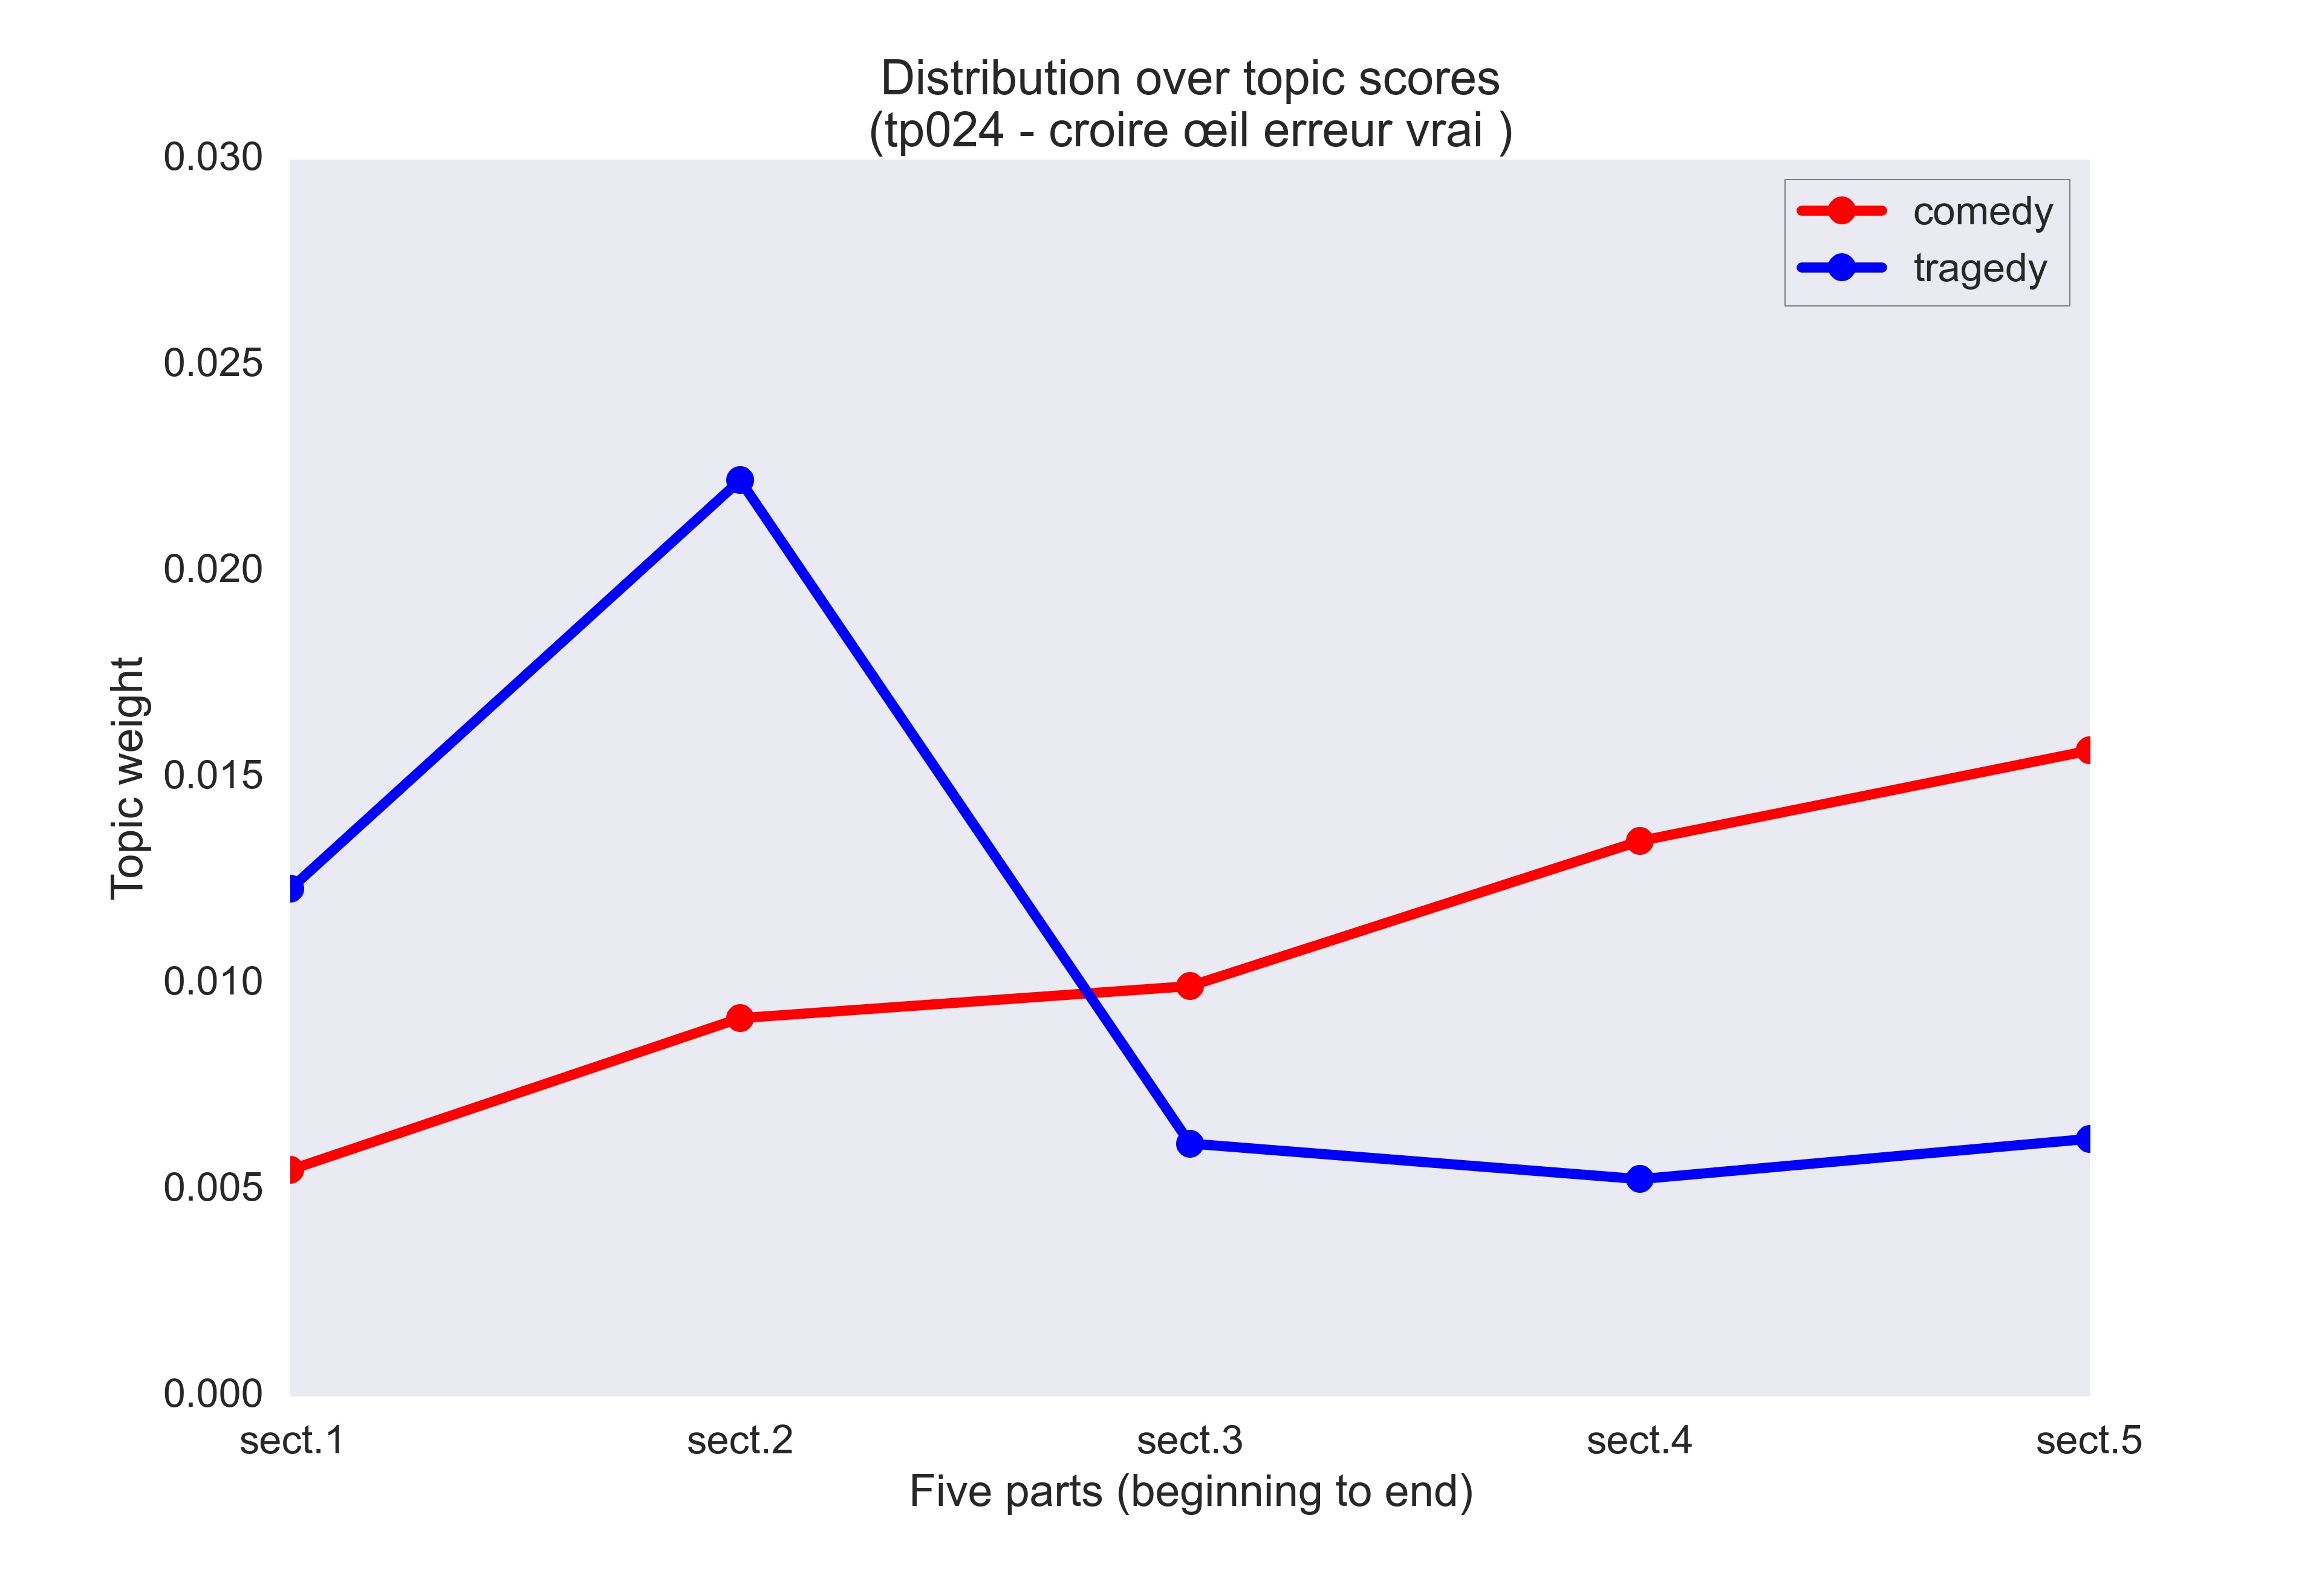 Distribution over topic scores
(tp024 - croire œil erreur vrai )
0.030
0.025
0.020
0.015
0.010
0.005
0.000
Topic weight
comedy
tragedy
sect.1
sect.2
sect.3
sect.4
sect.5
Five parts (beginning to end)